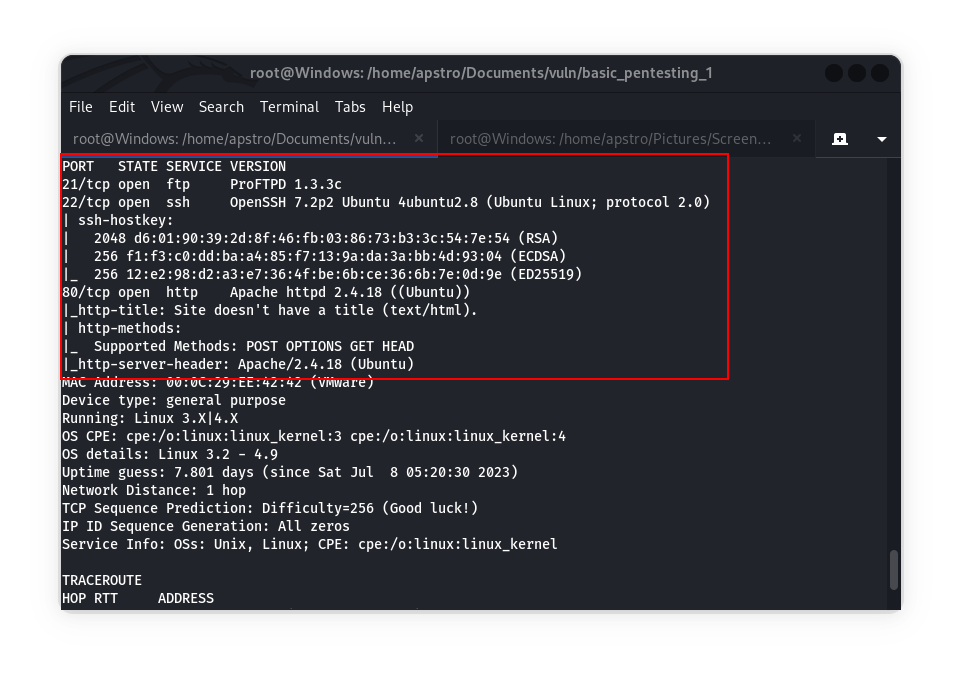 root@Windows: /home/apstro/Documents/vuln/basic_pentesting_1
File Edit View Search Terminal Tabs Help
root@Windows: /home/apstro/Documents/vuln... × root@Windows: /home/apstro/Pictures/Screen... ×
PORT   STATE SERVICE VERSION
21/tcp open  ftp     ProFTPD 1.3.3c
22/tcp open  ssh     OpenSSH 7.2p2 Ubuntu 4ubuntu2.8 (Ubuntu Linux; protocol 2.0)
| ssh-hostkey:
|   2048 d6:01:90:39:2d:8f:46:fb:03:86:73:b3:3c:54:7e:54 (RSA)
|   256 f1:f3:c0:dd:ba:a4:85:f7:13:9a:da:3a:bb:4d:93:04 (ECDSA)
|_  256 12:e2:98:d2:a3:e7:36:4f:be:6b:ce:36:6b:7e:0d:9e (ED25519)
80/tcp open  http    Apache httpd 2.4.18 ((Ubuntu))
|_http-title: Site doesn't have a title (text/html).
| http-methods:
|_  Supported Methods: POST OPTIONS GET HEAD
|_http-server-header: Apache/2.4.18 (Ubuntu)
MAC Address: 00:0C:29:EE:42:42 (VMware)
Device type: general purpose
Running: Linux 3.X|4.X
OS CPE: cpe:/o:linux:linux_kernel:3 cpe:/o:linux:linux_kernel:4
OS details: Linux 3.2 - 4.9
Uptime guess: 7.801 days (since Sat Jul  8 05:20:30 2023)
Network Distance: 1 hop
TCP Sequence Prediction: Difficulty=256 (Good luck!)
IP ID Sequence Generation: All zeros
Service Info: OSs: Unix, Linux; CPE: cpe:/o:linux:linux_kernel
TRACEROUTE
HOP RTT     ADDRESS